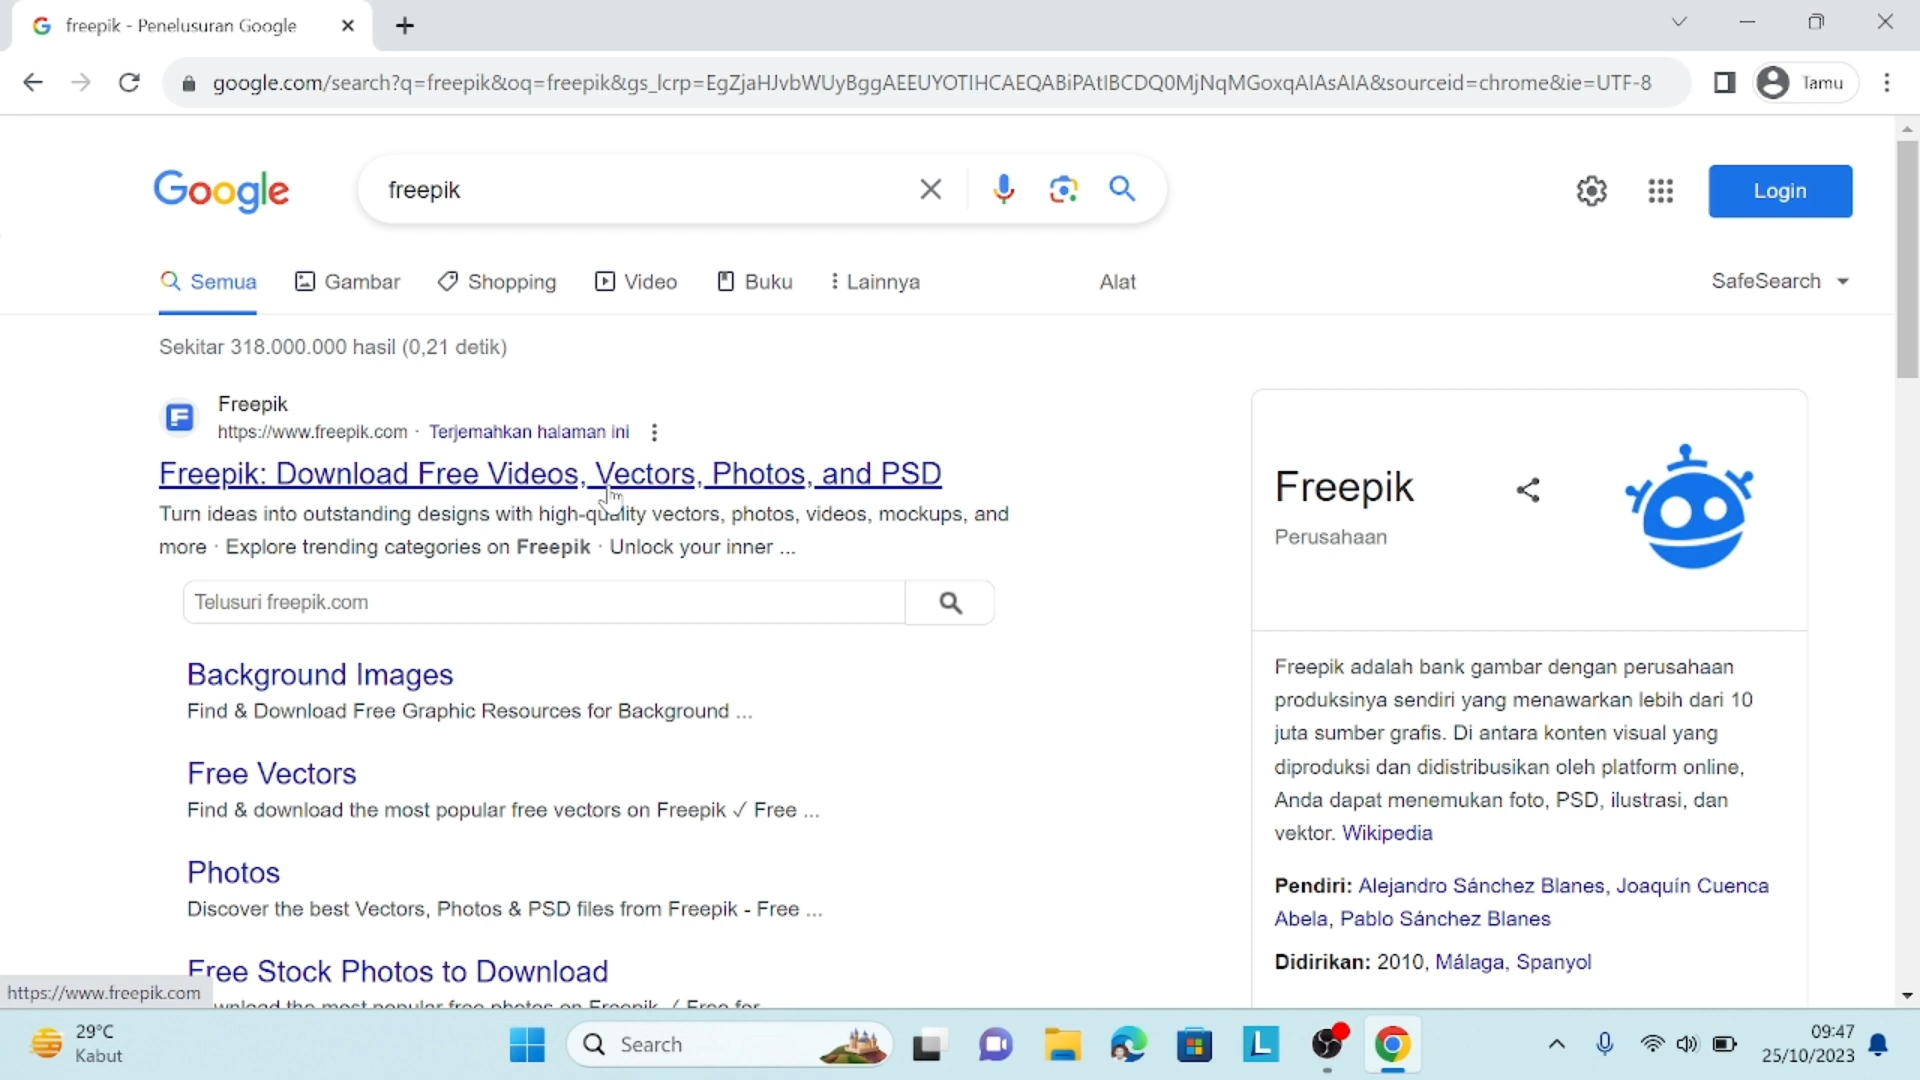 freepik - Penelusuran Google
google.com/search?q=freepik&oq=freepik&gs_lcrp=EgZjaHJvbWUyBggAEEUYOTIHCAEQABiPAtIBCDQ0MjNqMGoxqAIAsAIA&sourceid=chrome&ie=UTF-8
Tamu
Google
freepik
Login
Semua
Gambar
Shopping
Video
Buku
Lainnya
Alat
SafeSearch
Sekitar 318.000.000 hasil (0,21 detik)
Freepik
https://www.freepik.com · Terjemahkan halaman ini
Freepik: Download Free Videos, Vectors, Photos, and PSD
Turn ideas into outstanding designs with high-quality vectors, photos, videos, mockups, and
more · Explore trending categories on Freepik · Unlock your inner ...
Telusuri freepik.com
Background Images
Find & Download Free Graphic Resources for Background ...
Free Vectors
Find & download the most popular free vectors on Freepik ✓ Free ...
Photos
Discover the best Vectors, Photos & PSD files from Freepik - Free ...
Free Stock Photos to Download
download the most popular free photos on Freepik ✓ Free for
https://www.freepik.com
Freepik
Perusahaan
Freepik adalah bank gambar dengan perusahaan
produksinya sendiri yang menawarkan lebih dari 10
juta sumber grafis. Di antara konten visual yang
diproduksi dan didistribusikan oleh platform online,
Anda dapat menemukan foto, PSD, ilustrasi, dan
vektor. Wikipedia
Pendiri: Alejandro Sánchez Blanes, Joaquín Cuenca
Abela, Pablo Sánchez Blanes
Didirikan: 2010, Málaga, Spanyol
29°C
Kabut
Search
L
09:47
25/10/2023